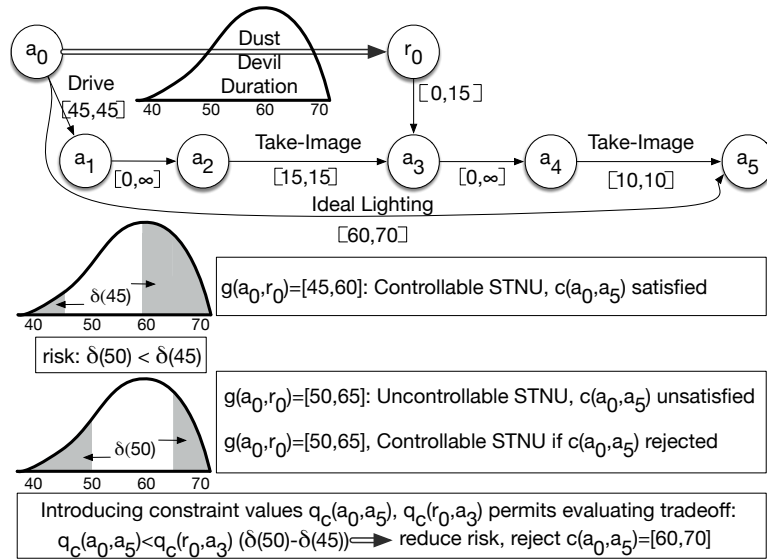 a0
Dust
Devil
Duration
r0
40 50 60 70
Drive
[45,45]
[0,15]
a1
[0,∞]
a2
Take-Image
[15,15]
a3
[0,∞]
a4
Take-Image
[10,10]
a5
Ideal Lighting
[60,70]
δ(45)
40 50 60 70
g(a0,r0)=[45,60]: Controllable STNU, c(a0,a5) satisfied
risk: δ(50) < δ(45)
δ(50)
40 50 60 70
g(a0,r0)=[50,65]: Uncontrollable STNU, c(a0,a5) unsatisfied
g(a0,r0)=[50,65], Controllable STNU if c(a0,a5) rejected
Introducing constraint values qc(a0,a5), qc(r0,a3) permits evaluating tradeoff:
qc(a0,a5)<qc(r0,a3) (δ(50)-δ(45)) ⟹ reduce risk, reject c(a0,a5)=[60,70]